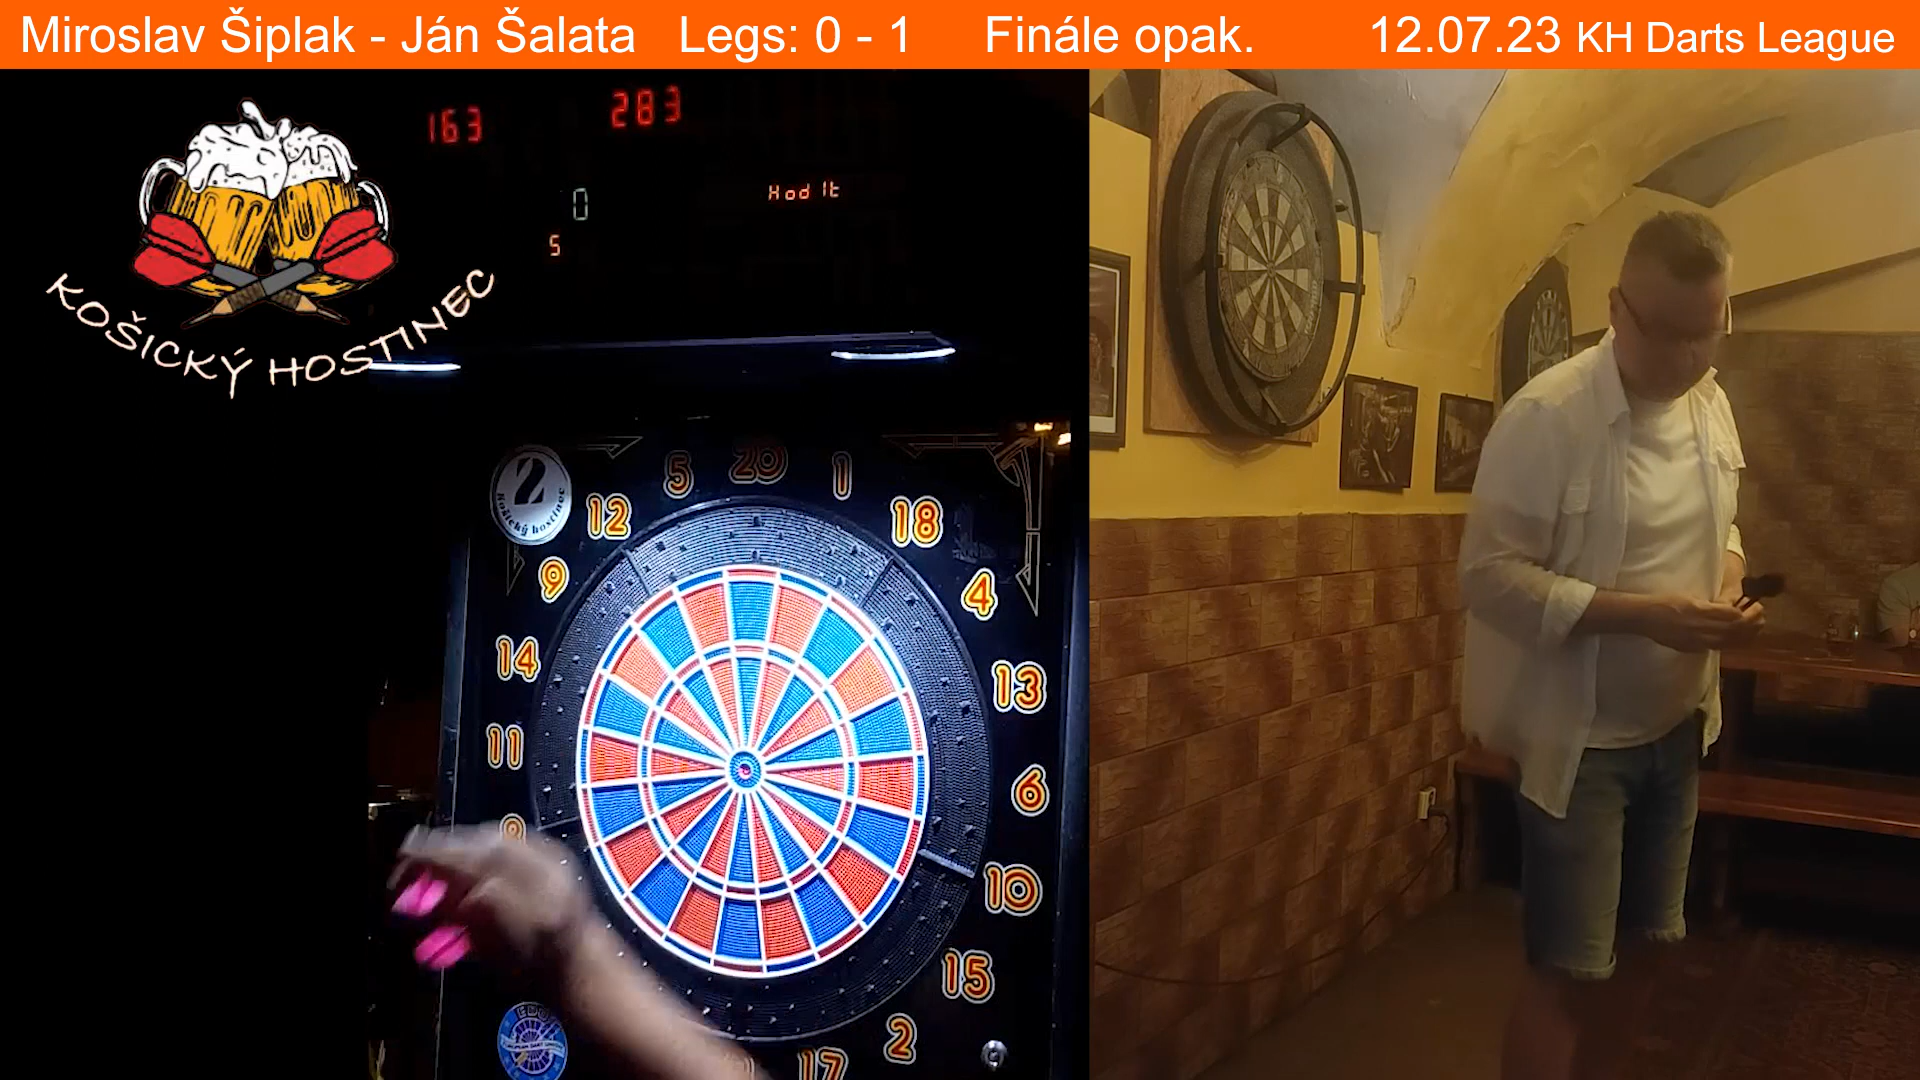 Miroslav Šiplak - Ján Šalata Legs: 0 - 1 Finále opak. 12.07.23 KH Darts League
163 283
0 Hod It
5
KOŠICKÝ HOSTINEC
2
Košický hostinec
5 20 1
12 18
9 4
14 13
11 6
8 10
15
2
17